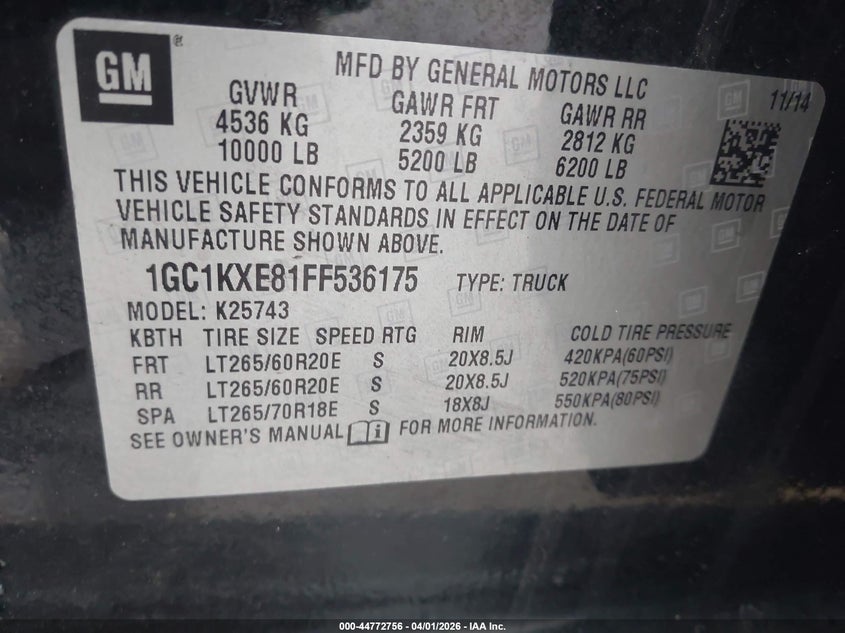 GM ®
MFD BY GENERAL MOTORS LLC
11/14
GVWR GAWR FRT GAWR RR
4536 KG 2359 KG 2812 KG
10000 LB 5200 LB 6200 LB
THIS VEHICLE CONFORMS TO ALL APPLICABLE U.S. FEDERAL MOTOR
VEHICLE SAFETY STANDARDS IN EFFECT ON THE DATE OF
MANUFACTURE SHOWN ABOVE.
1GC1KXE81FF536175 TYPE: TRUCK
MODEL: K25743
KBTH TIRE SIZE SPEED RTG RIM COLD TIRE PRESSURE
FRT LT265/60R20E S 20X8.5J 420KPA(60PSI)
RR LT265/60R20E S 20X8.5J 520KPA(75PSI)
SPA LT265/70R18E S 18X8J 550KPA(80PSI)
SEE OWNER'S MANUAL i FOR MORE INFORMATION.
000-44772756 - 04/01/2026 - IAA Inc.